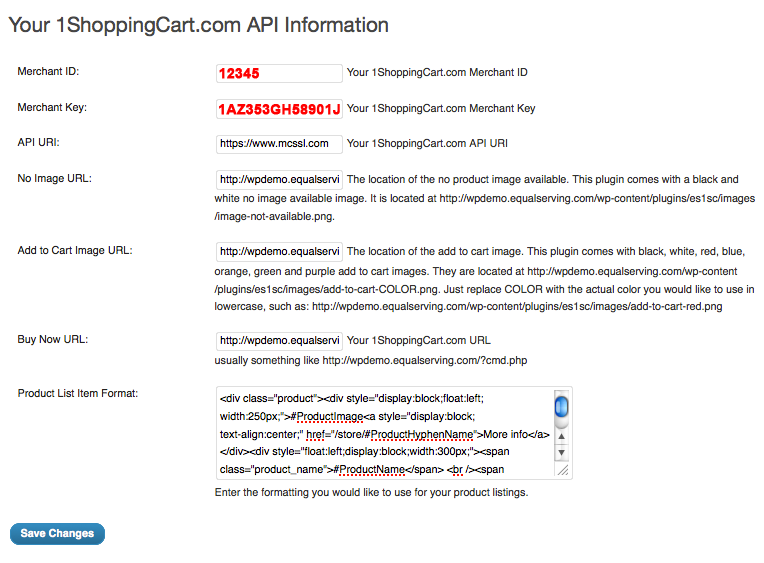 Your 1ShoppingCart.com API Information
Merchant ID: 12345 Your 1ShoppingCart.com Merchant ID
Merchant Key: 1AZ353GH58901J Your 1ShoppingCart.com Merchant Key
API URI: https://www.mcssl.com Your 1ShoppingCart.com API URI
No Image URL: http://wpdemo.equalservi The location of the no product image available. This plugin comes with a black and
white no image available image. It is located at http://wpdemo.equalserving.com/wp-content/plugins/es1sc/images
/image-not-available.png.
Add to Cart Image URL: http://wpdemo.equalservi The location of the add to cart image. This plugin comes with black, white, red, blue,
orange, green and purple add to cart images. They are located at http://wpdemo.equalserving.com/wp-content
/plugins/es1sc/images/add-to-cart-COLOR.png. Just replace COLOR with the actual color you would like to use in
lowercase, such as: http://wpdemo.equalserving.com/wp-content/plugins/es1sc/images/add-to-cart-red.png
Buy Now URL: http://wpdemo.equalservi Your 1ShoppingCart.com URL
usually something like http://wpdemo.equalserving.com/?cmd.php
Product List Item Format:
<div class="product"><div style="display:block;float:left;
width:250px;">#ProductImage<a style="display:block;
text-align:center;" href="/store/#ProductHyphenName">More info</a>
</div><div style="float:left;display:block;width:300px;"><span
class="product_name">#ProductName</span> <br /><span
Enter the formatting you would like to use for your product listings.
Save Changes